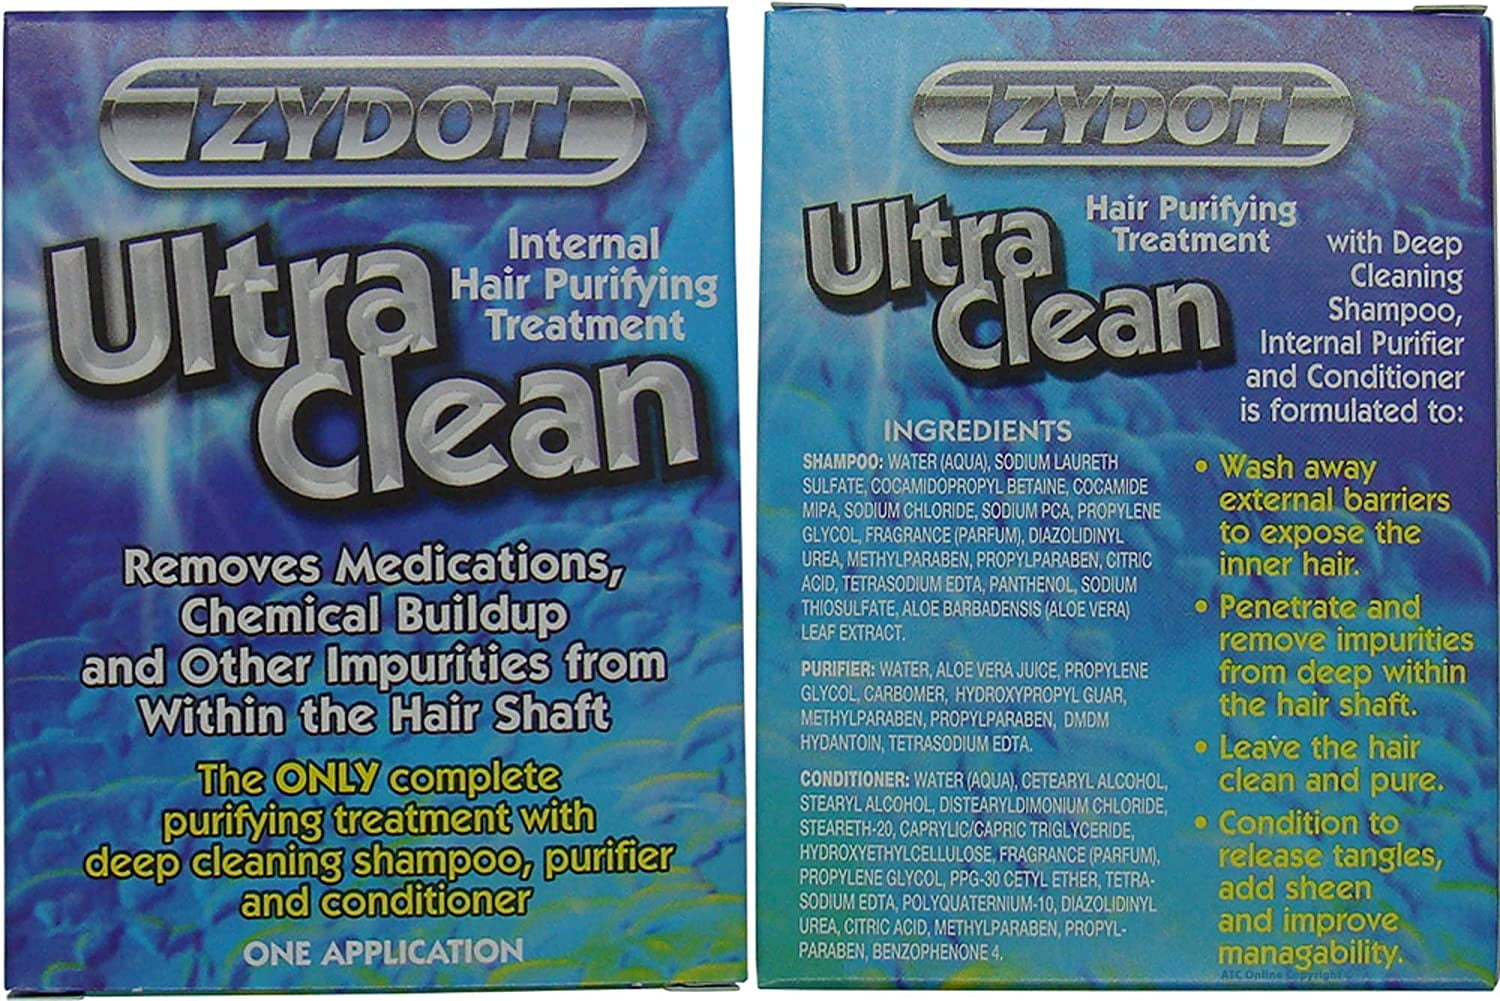 ZYDOT
Ultra
Clean
Internal
Hair Purifying
Treatment
Removes Medications,
Chemical Buildup
and Other Impurities from
Within the Hair Shaft
The ONLY complete
purifying treatment with
deep cleaning shampoo, purifier
and conditioner
ONE APPLICATION
ZYDOT
Ultra
Clean
Hair Purifying
Treatment
with Deep
Cleaning
Shampoo,
Internal Purifier
and Conditioner
is formulated to:
INGREDIENTS
SHAMPOO: WATER (AQUA), SODIUM LAURETH
SULFATE, COCAMIDOPROPYL BETAINE, COCAMIDE
MIPA, SODIUM CHLORIDE, SODIUM PCA, PROPYLENE
GLYCOL, FRAGRANCE (PARFUM), DIAZOLIDINYL
UREA, METHYLPARABEN, PROPYLPARABEN, CITRIC
ACID, TETRASODIUM EDTA, PANTHENOL, SODIUM
THIOSULFATE, ALOE BARBADENSIS (ALOE VERA)
LEAF EXTRACT.
PURIFIER: WATER, ALOE VERA JUICE, PROPYLENE
GLYCOL, CARBOMER, HYDROXYPROPYL GUAR,
METHYLPARABEN, PROPYLPARABEN, DMDM
HYDANTOIN, TETRASODIUM EDTA.
CONDITIONER: WATER (AQUA), CETEARYL ALCOHOL,
STEARYL ALCOHOL, DISTEARYLDIMONIUM CHLORIDE,
STEARETH-20, CAPRYLIC/CAPRIC TRIGLYCERIDE,
HYDROXYETHYLCELLULOSE, FRAGRANCE (PARFUM),
PROPYLENE GLYCOL, PPG-30 CETYL ETHER, TETRA-
SODIUM EDTA, POLYQUATERNIUM-10, DIAZOLIDINYL
UREA, CITRIC ACID, METHYLPARABEN, PROPYL-
PARABEN, BENZOPHENONE 4.
• Wash away
external barriers
to expose the
inner hair.
• Penetrate and
remove impurities
from deep within
the hair shaft.
• Leave the hair
clean and pure.
• Condition to
release tangles,
add sheen
and improve
managability.
ATC Online Copyright ©